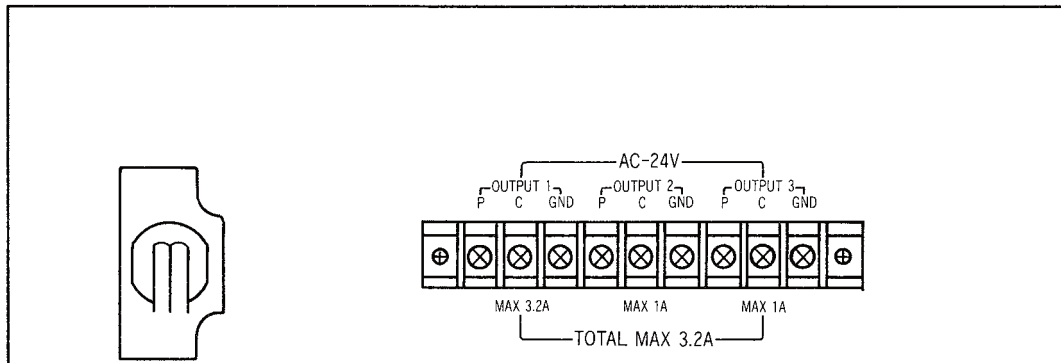 AC-24V
OUTPUT 1 OUTPUT 2 OUTPUT 3
P C GND P C GND P C GND
MAX 3.2A MAX 1A MAX 1A
TOTAL MAX 3.2A